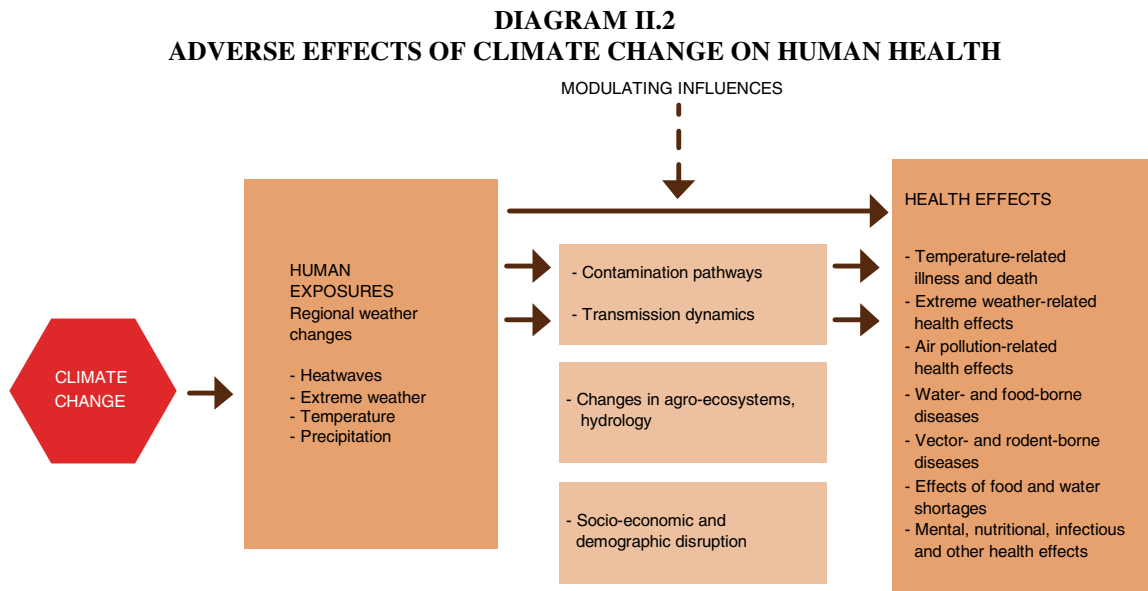 DIAGRAM II.2
ADVERSE EFFECTS OF CLIMATE CHANGE ON HUMAN HEALTH
MODULATING INFLUENCES
CLIMATE
CHANGE
HUMAN
EXPOSURES
Regional weather
changes
- Heatwaves
- Extreme weather
- Temperature
- Precipitation
- Contamination pathways
- Transmission dynamics
- Changes in agro-ecosystems,
hydrology
- Socio-economic and
demographic disruption
HEALTH EFFECTS
- Temperature-related
illness and death
- Extreme weather-related
health effects
- Air pollution-related
health effects
- Water- and food-borne
diseases
- Vector- and rodent-borne
diseases
- Effects of food and water
shortages
- Mental, nutritional, infectious
and other health effects